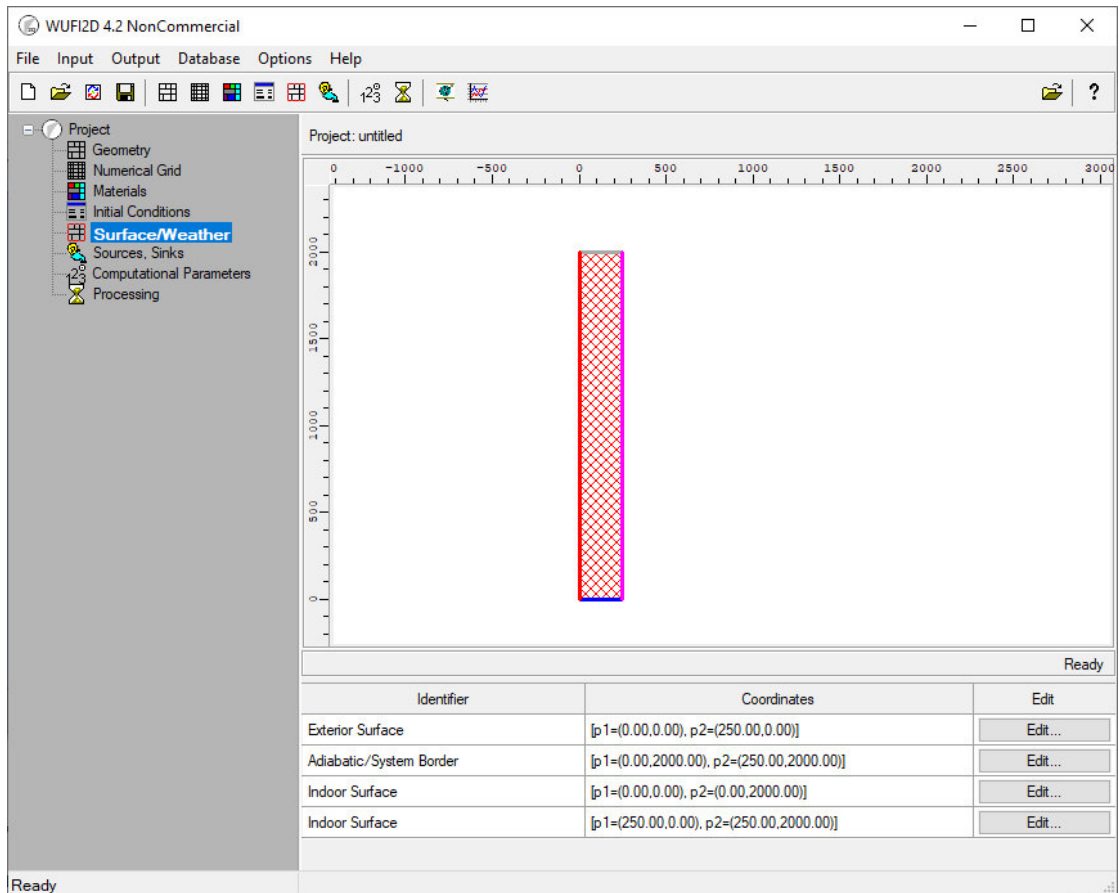 WUFI2D 4.2 NonCommercial
File Input Output Database Options Help
Project
Geometry
Numerical Grid
Materials
Initial Conditions
Surface/Weather
Sources, Sinks
Computational Parameters
Processing
Project: untitled
0 -1000 -500 0 500 1000 1500 2000 2500 3000
2000
1500
1000
500
0
Ready
Identifier Coordinates Edit
Exterior Surface [p1=(0.00,0.00), p2=(250.00,0.00)] Edit...
Adiabatic/System Border [p1=(0.00,2000.00), p2=(250.00,2000.00)] Edit...
Indoor Surface [p1=(0.00,0.00), p2=(0.00,2000.00)] Edit...
Indoor Surface [p1=(250.00,0.00), p2=(250.00,2000.00)] Edit...
Ready